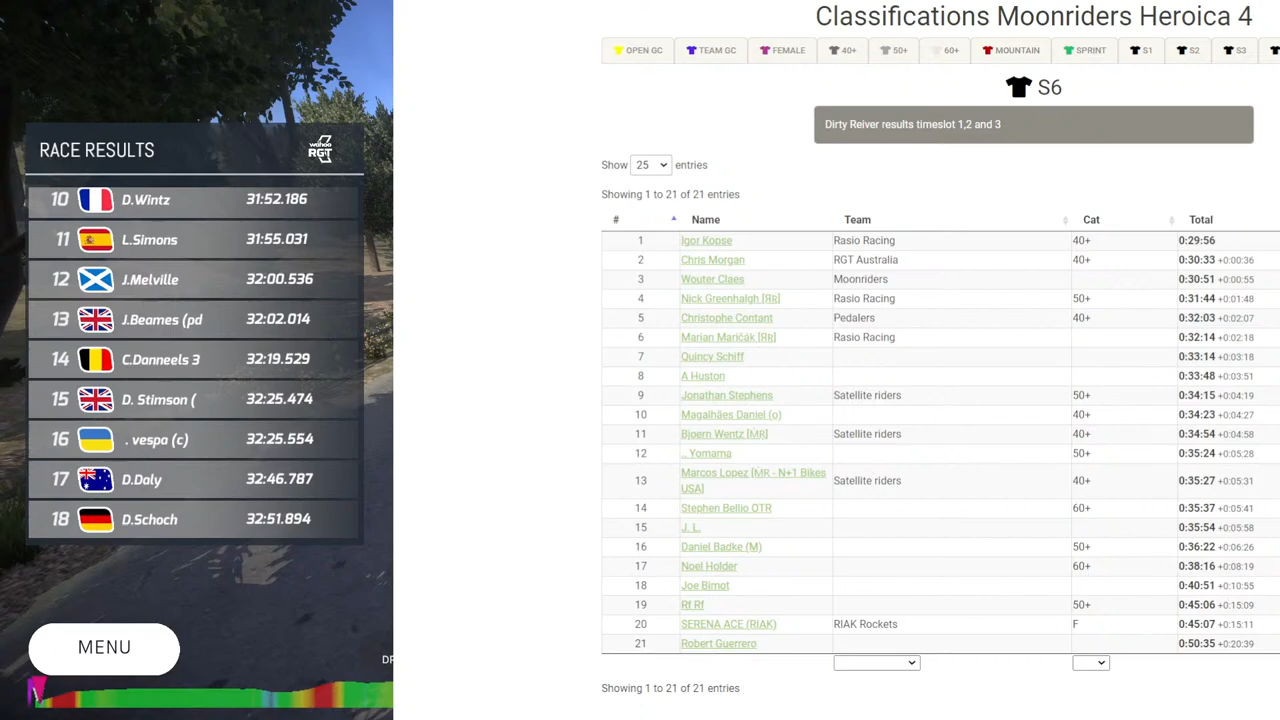 RACE RESULTS
wahoo
RGT
10 D.Wintz 31:52.186
11 L.Simons 31:55.031
12 J.Melville 32:00.536
13 J.Beames (pd 32:02.014
14 C.Danneels 3 32:19.529
15 D. Stimson ( 32:25.474
16 . vespa (c) 32:25.554
17 D.Daly 32:46.787
18 D.Schoch 32:51.894
MENU
Classifications Moonriders Heroica 4
OPEN GC TEAM GC FEMALE 40+ 50+ 60+ MOUNTAIN SPRINT S1 S2 S3
S6
Dirty Reiver results timeslot 1,2 and 3
Show 25 entries
Showing 1 to 21 of 21 entries
# Name Team Cat Total
1 Igor Kopse Rasio Racing 40+ 0:29:56
2 Chris Morgan RGT Australia 40+ 0:30:33 +0:00:36
3 Wouter Claes Moonriders 0:30:51 +0:00:55
4 Nick Greenhalgh [ЯR] Rasio Racing 50+ 0:31:44 +0:01:48
5 Christophe Contant Pedalers 40+ 0:32:03 +0:02:07
6 Marian Maričák [ЯR] Rasio Racing 0:32:14 +0:02:18
7 Quincy Schiff 0:33:14 +0:03:18
8 A Huston 0:33:48 +0:03:51
9 Jonathan Stephens Satellite riders 50+ 0:34:15 +0:04:19
10 Magalhães Daniel (o) 40+ 0:34:23 +0:04:27
11 Bjoern Wentz [MR] Satellite riders 40+ 0:34:54 +0:04:58
12 .. Yomama 50+ 0:35:24 +0:05:28
13 Marcos Lopez [MR - N+1 Bikes
USA] Satellite riders 40+ 0:35:27 +0:05:31
14 Stephen Bellio OTR 60+ 0:35:37 +0:05:41
15 J. L. 0:35:54 +0:05:58
16 Daniel Badke (M) 50+ 0:36:22 +0:06:26
17 Noel Holder 60+ 0:38:16 +0:08:19
18 Joe Bimot 0:40:51 +0:10:55
19 Rf Rf 50+ 0:45:06 +0:15:09
20 SERENA ACE (RIAK) RIAK Rockets F 0:45:07 +0:15:11
21 Robert Guerrero 0:50:35 +0:20:39
Showing 1 to 21 of 21 entries